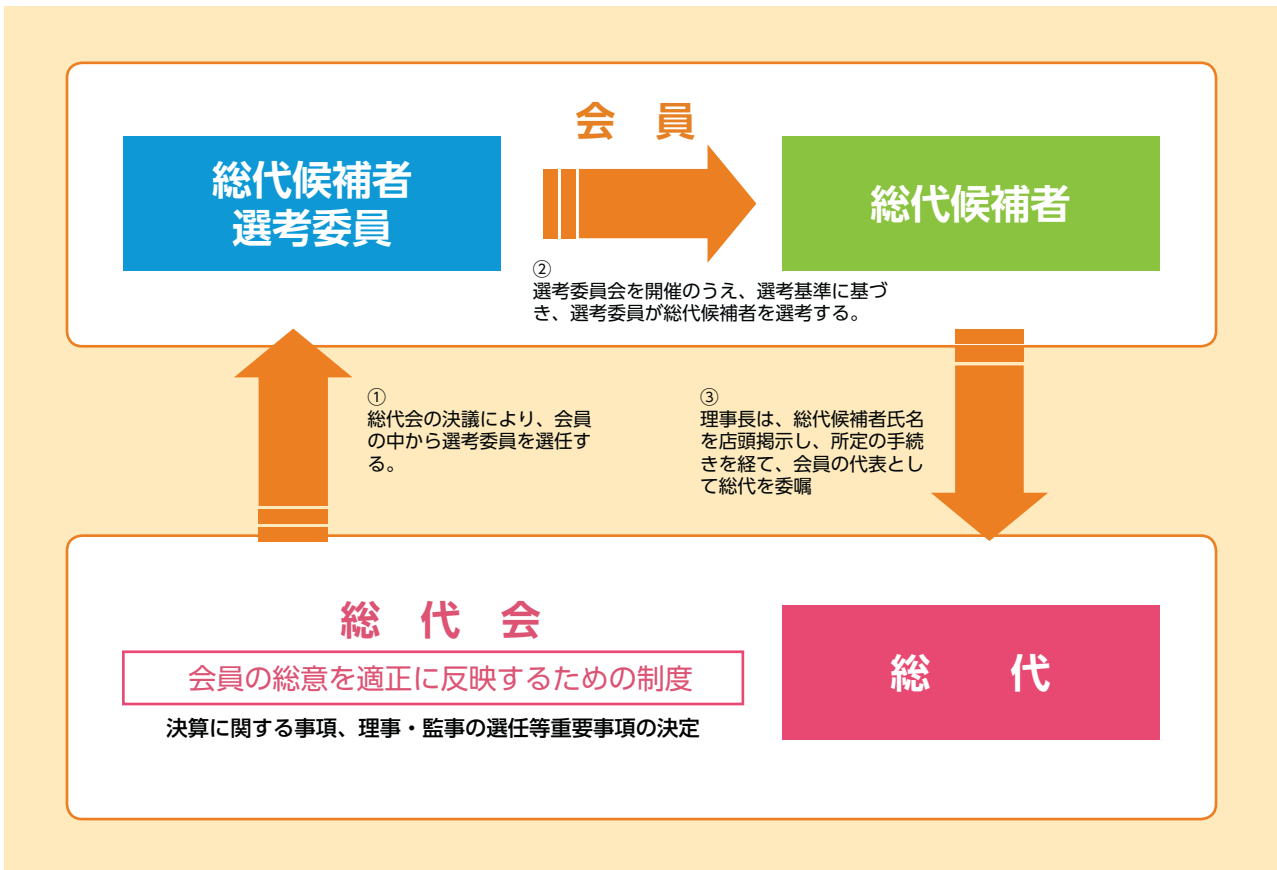 会　員
総代候補者
選考委員
総代候補者
②
選考委員会を開催のうえ、選考基準に基づ
き、選考委員が総代候補者を選考する。
①
総代会の決議により、会員
の中から選考委員を選任す
る。
③
理事長は、総代候補者氏名
を店頭掲示し、所定の手続
きを経て、会員の代表とし
て総代を委嘱
総　代　会
会員の総意を適正に反映するための制度
決算に関する事項、理事・監事の選任等重要事項の決定
総　　代